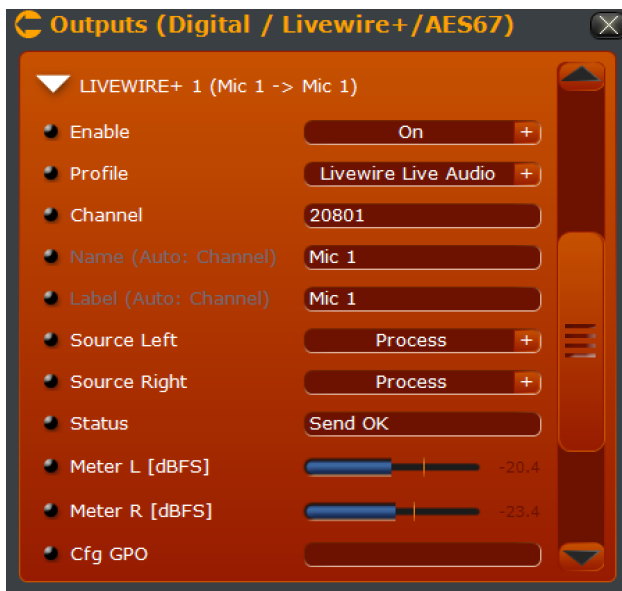 Outputs (Digital / Livewire+/AES67)
LIVEWIRE+ 1 (Mic 1 -> Mic 1)
Enable On +
Profile Livewire Live Audio +
Channel 20801
Name (Auto: Channel) Mic 1
Label (Auto: Channel) Mic 1
Source Left Process +
Source Right Process +
Status Send OK
Meter L [dBFS] -20.4
Meter R [dBFS] -23.4
Cfg GPO